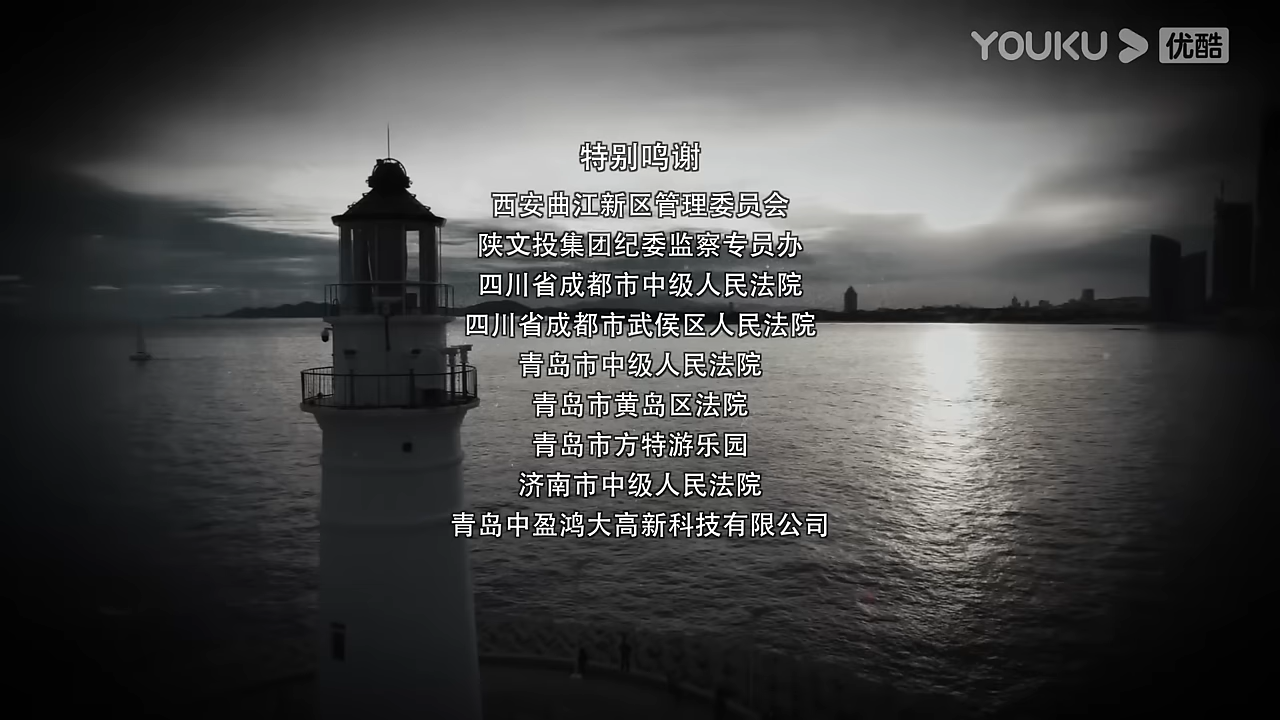 YOUKU 优酷
特别鸣谢
西安曲江新区管理委员会
陕文投集团纪委监察专员办
四川省成都市中级人民法院
四川省成都市武侯区人民法院
青岛市中级人民法院
青岛市黄岛区法院
青岛市方特游乐园
济南市中级人民法院
青岛中盈鸿大高新科技有限公司